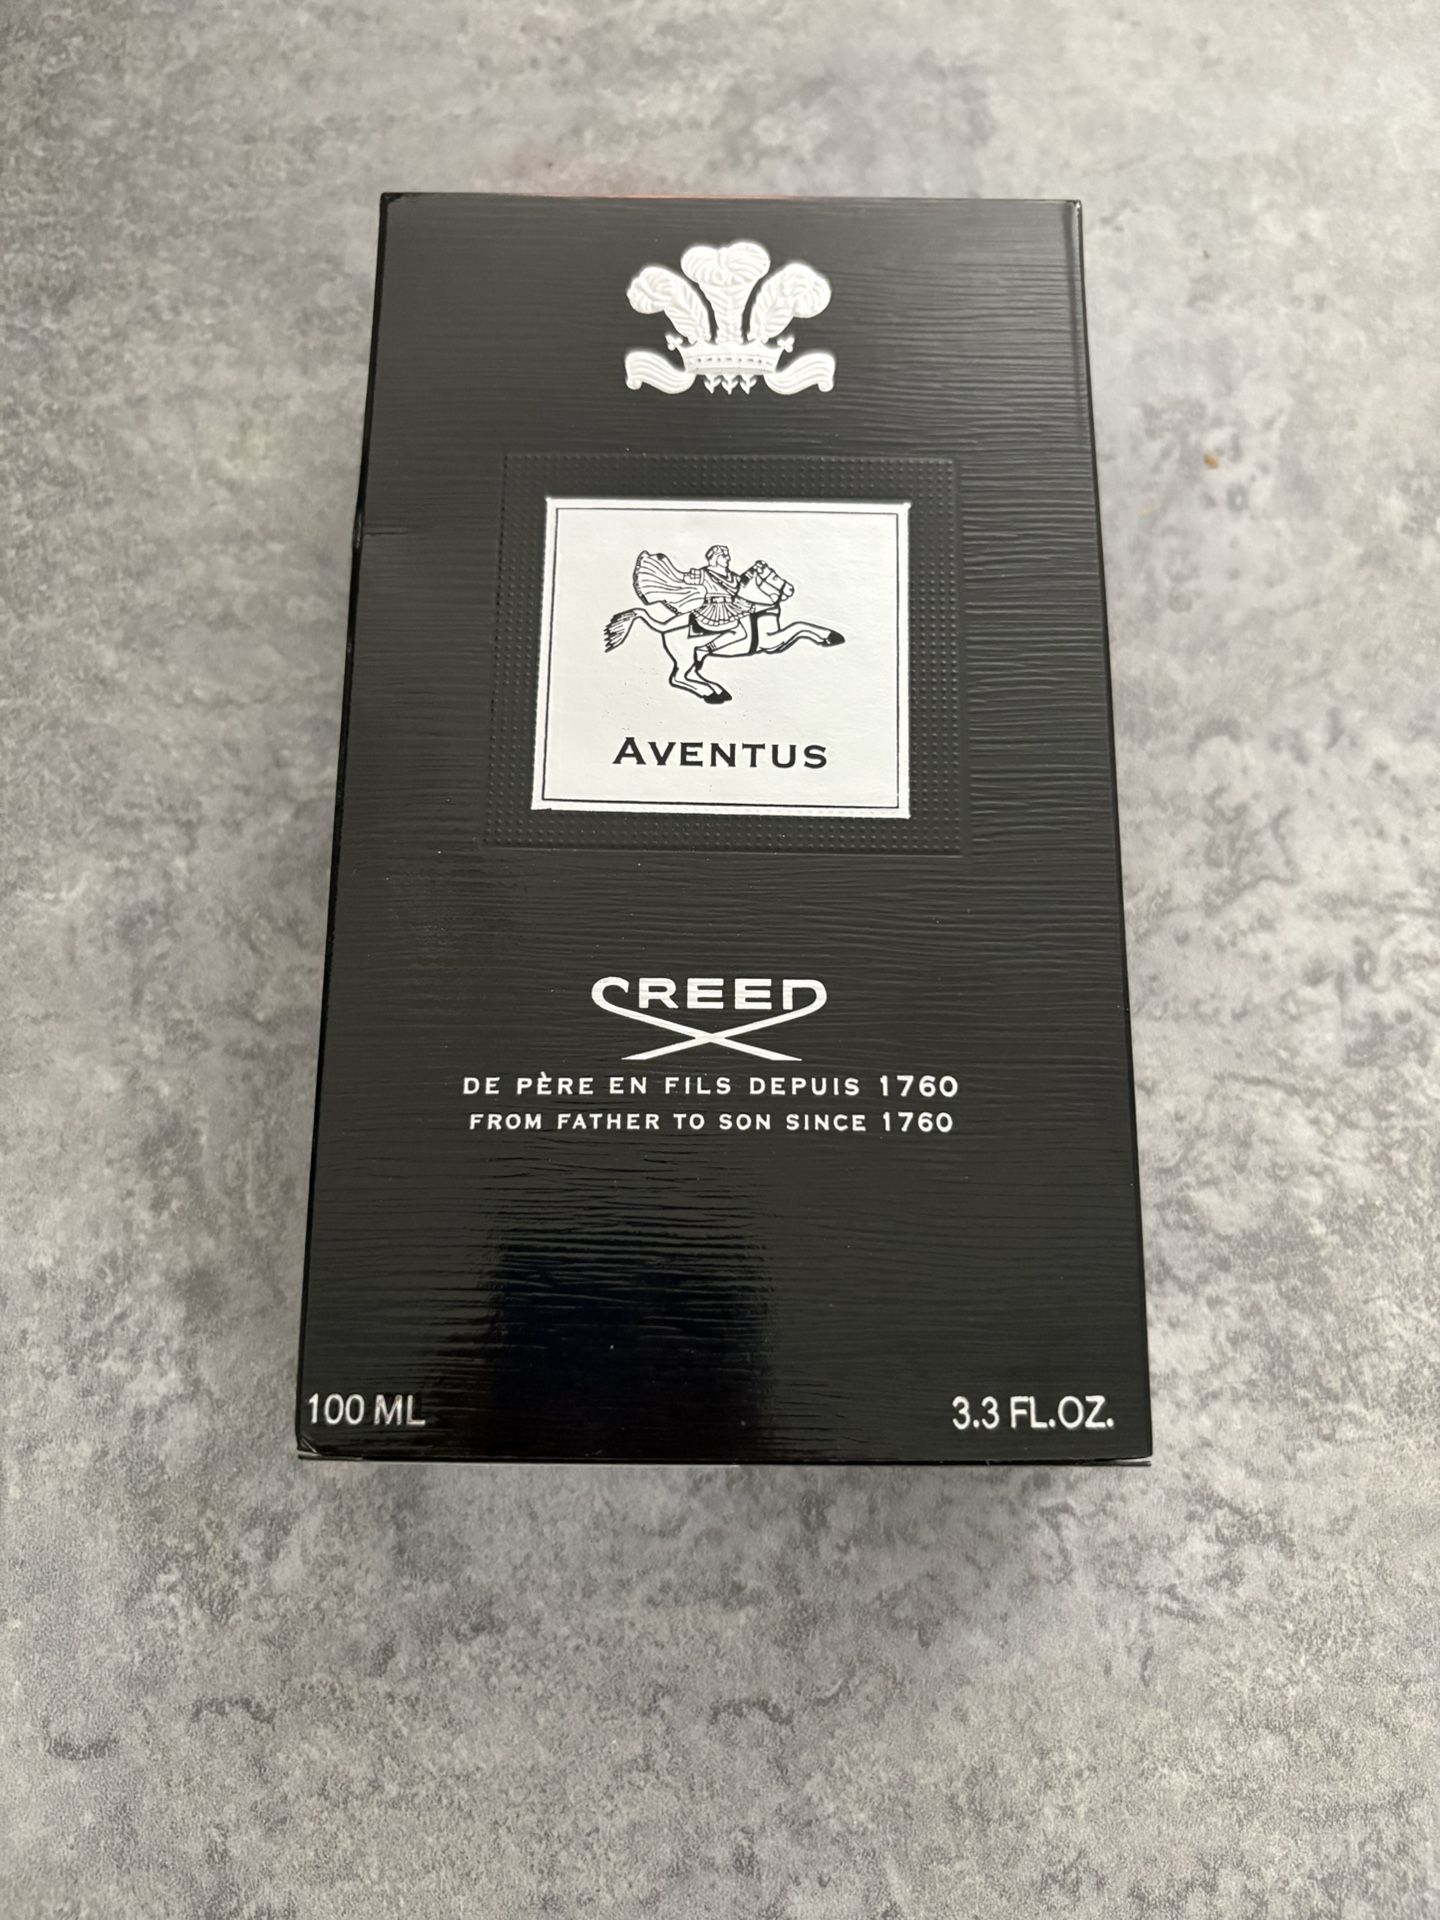 AVENTUS
CREED
DE PÈRE EN FILS DEPUIS 1760
FROM FATHER TO SON SINCE 1760
100 ML 3.3 FL.OZ.